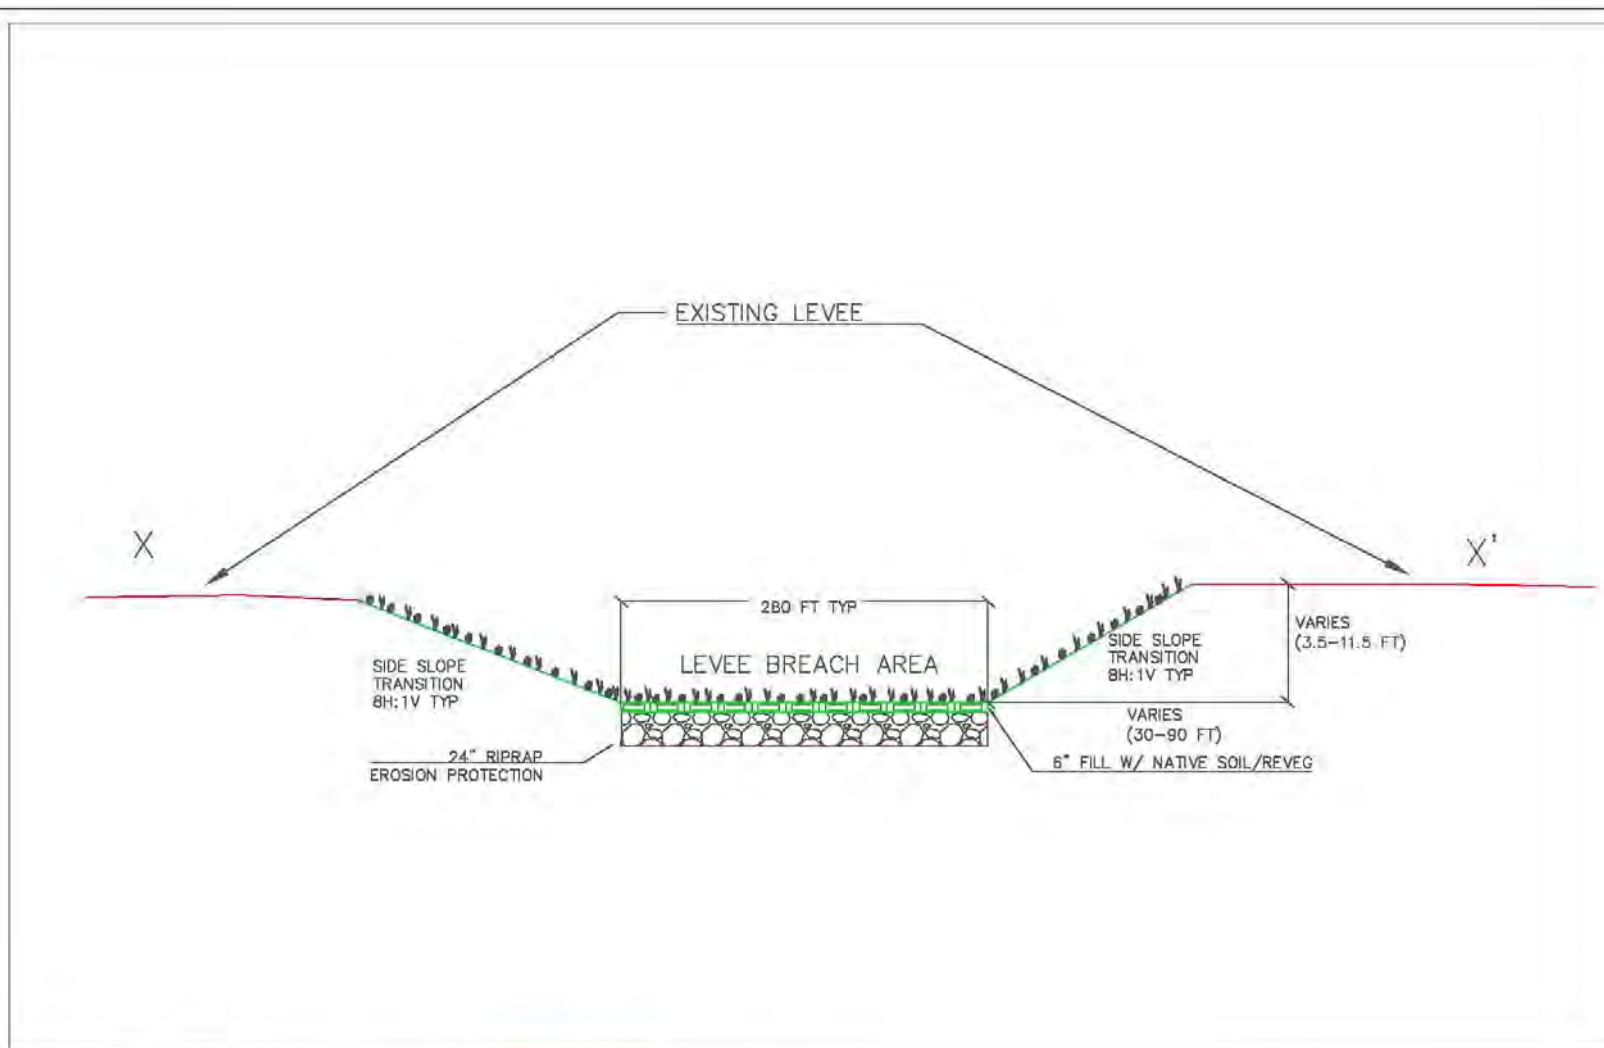 EXISTING LEVEE
X
X'
280 FT TYP
VARIES
(3.5-11.5 FT)
SIDE SLOPE
TRANSITION
8H:1V TYP
LEVEE BREACH AREA
SIDE SLOPE
TRANSITION
8H:1V TYP
VARIES
(30-90 FT)
24" RIPRAP
EROSION PROTECTION
6" FILL W/ NATIVE SOIL/REVEG